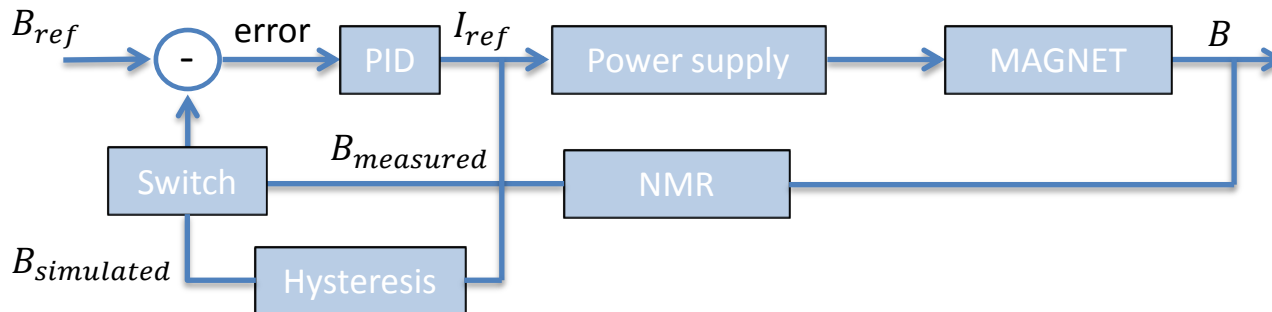 B_ref
-
error
PID
I_ref
Power supply
MAGNET
B
Switch
B_measured
NMR
B_simulated
Hysteresis